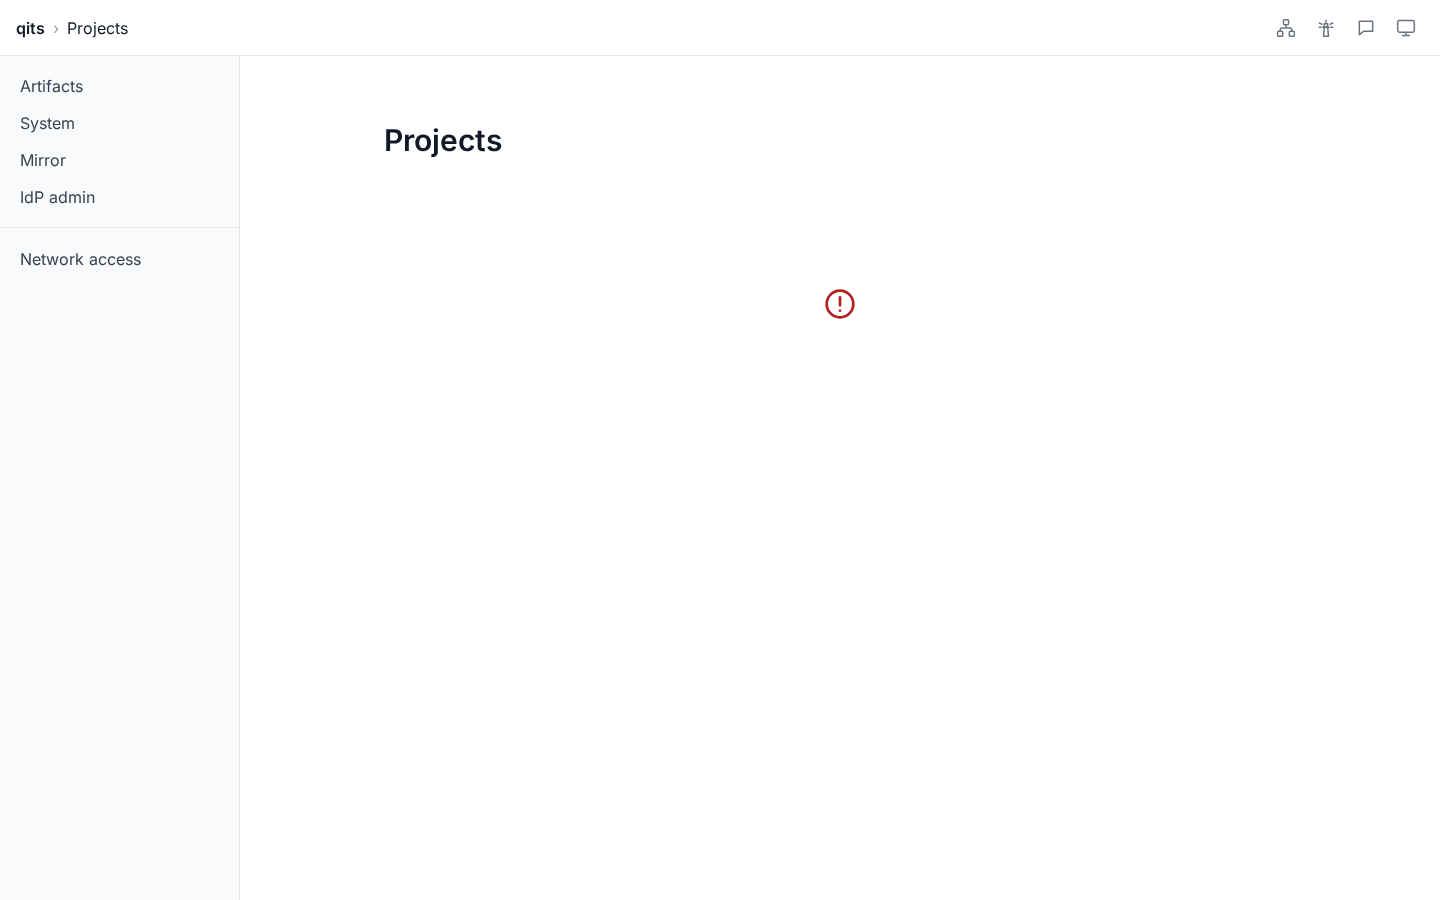 qits › Projects
Artifacts
System
Mirror
IdP admin
Network access
Projects